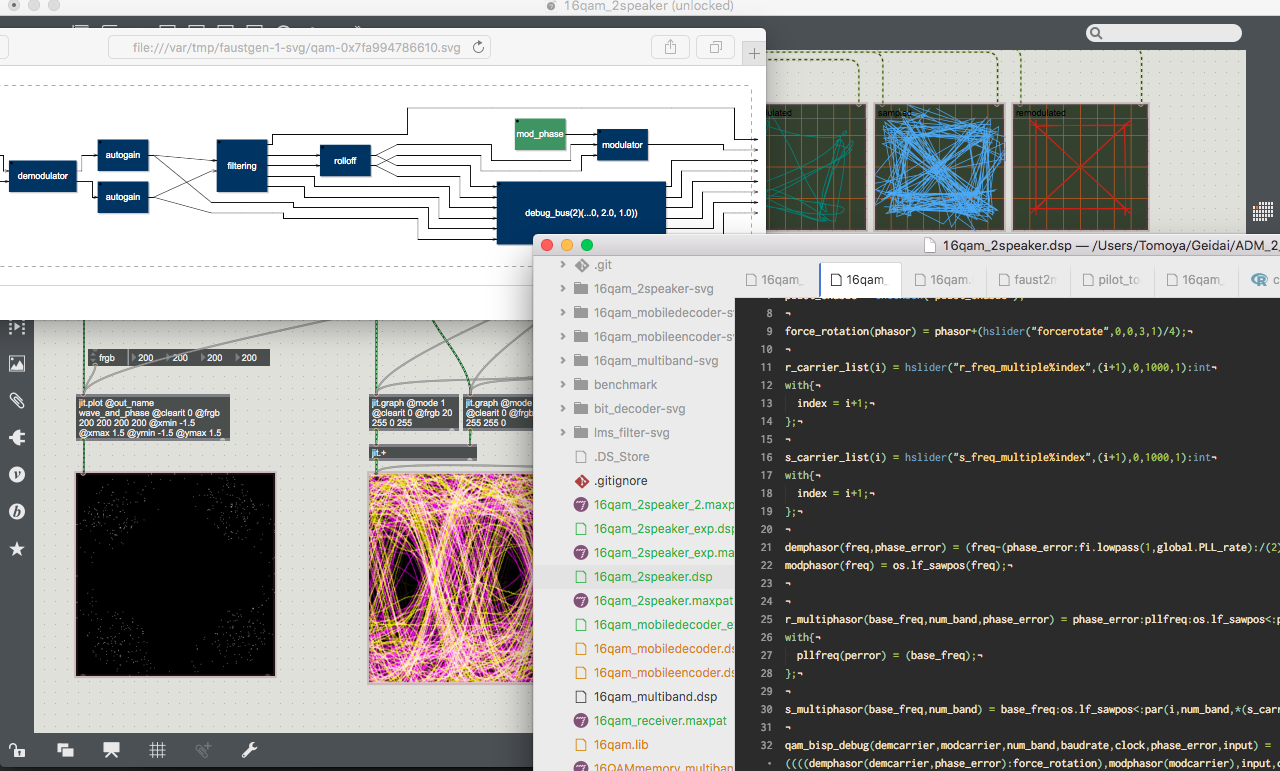 16qam_2speaker (unlocked)
file:///var/tmp/faustgen-1-svg/qam-0x7fa994786610.svg
demodulator
autogain
autogain
filtering
rolloff
mod_phase
modulator
debug_bus(2)(...0, 2.0, 1.0))
sampled
remodulated
frgb
200
200
200
200
jit.plot @out_name
wave_and_phase @clearit 0 @frgb
200 200 200 200 @xmin -1.5
@xmax 1.5 @ymin -1.5 @ymax 1.5
jit.graph @mode 1
@clearit 0 @frgb 20
255 0 255
jit.graph @mode
@clearit 0 @frgb
255 255 0
jit.+
16qam_2speaker.dsp — /Users/Tomoya/Geidai/ADM_2
16qam_
16qam_
16qam.
faust2m
pilot_to
16qam_
.git
16qam_2speaker-svg
16qam_mobiledecoder-s
16qam_mobileencoder-s
16qam_multiband-svg
benchmark
bit_decoder-svg
lms_filter-svg
.DS_Store
.gitignore
16qam_2speaker_2.maxp
16qam_2speaker_exp.dsp
16qam_2speaker_exp.ma
16qam_2speaker.dsp
16qam_2speaker.maxpat
16qam_mobiledecoder_e
16qam_mobiledecoder.ds
16qam_mobileencoder.ds
16qam_multiband.dsp
16qam_receiver.maxpat
16qam.lib
16QAMmemory_multiband
8 ¬
9 force_rotation(phasor) = phasor+(hslider("forcerotate",0,0,3,1)/4);¬
10 ¬
11 r_carrier_list(i) = hslider("r_freq_multiple%index",(i+1),0,1000,1):int¬
12 with{¬
13 index = i+1;¬
14 };¬
15 ¬
16 s_carrier_list(i) = hslider("s_freq_multiple%index",(i+1),0,1000,1):int¬
17 with{¬
18 index = i+1;¬
19 };¬
20 ¬
21 demphasor(freq,phase_error) = (freq-(phase_error:fi.lowpass(1,global.PLL_rate):/(2)
22 modphasor(freq) = os.lf_sawpos(freq);¬
23 ¬
24 ¬
25 r_multiphasor(base_freq,num_band,phase_error) = phase_error:pllfreq:os.lf_sawpos<:p
26 with{¬
27 pllfreq(perror) = (base_freq);¬
28 };¬
29 ¬
30 s_multiphasor(base_freq,num_band) = base_freq:os.lf_sawpos<:par(i,num_band,*(s_carr
31 ¬
32 qam_bisp_debug(demcarrier,modcarrier,num_band,baudrate,clock,phase_error,input) =
((((demphasor(demcarrier,phase_error):force_rotation),modphasor(modcarrier),input,c